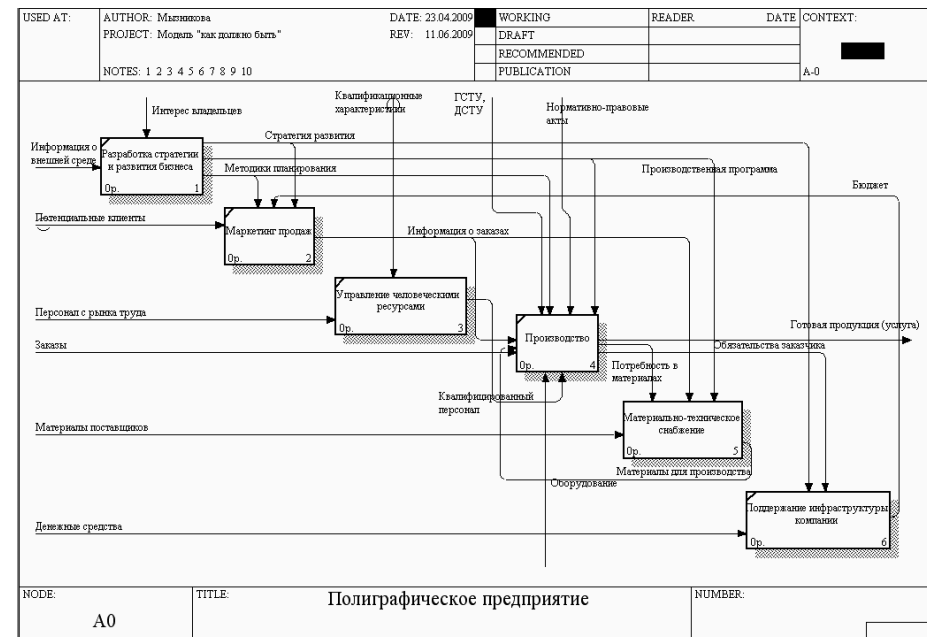 USED AT:
AUTHOR: Мызникова
DATE: 23.04.2009
WORKING
READER
DATE
CONTEXT:
PROJECT: Модель "как должно быть"
REV: 11.06.2009
DRAFT
RECOMMENDED
NOTES: 1 2 3 4 5 6 7 8 9 10
PUBLICATION
A-0
Квалификационные
характеристики
ГСТУ,
ДСТУ
Интерес владельцев
Нормативно-правовые
акты
Стратегия развития
Информация о
внешней среде
Разработка стратегии
и развития бизнеса
0р. 1
Методики планирования
Производственная программа
Бюджет
Потенциальные клиенты
Маркетинг продаж
0р. 2
Информация о заказах
Управление человеческими
ресурсами
0р. 3
Персонал с рынка труда
Готовая продукция (услуга)
Заказы
Производство
0р. 4
Обязательства заказчика
Потребность в
материалах
Квалифицированный
персонал
Материально-техническое
снабжение
0р. 5
Материалы поставщиков
Материалы для производства
Оборудование
Поддержание инфраструктуры
компании
0р. 6
Денежные средства
NODE:
TITLE:
NUMBER:
Полиграфическое предприятие
A0